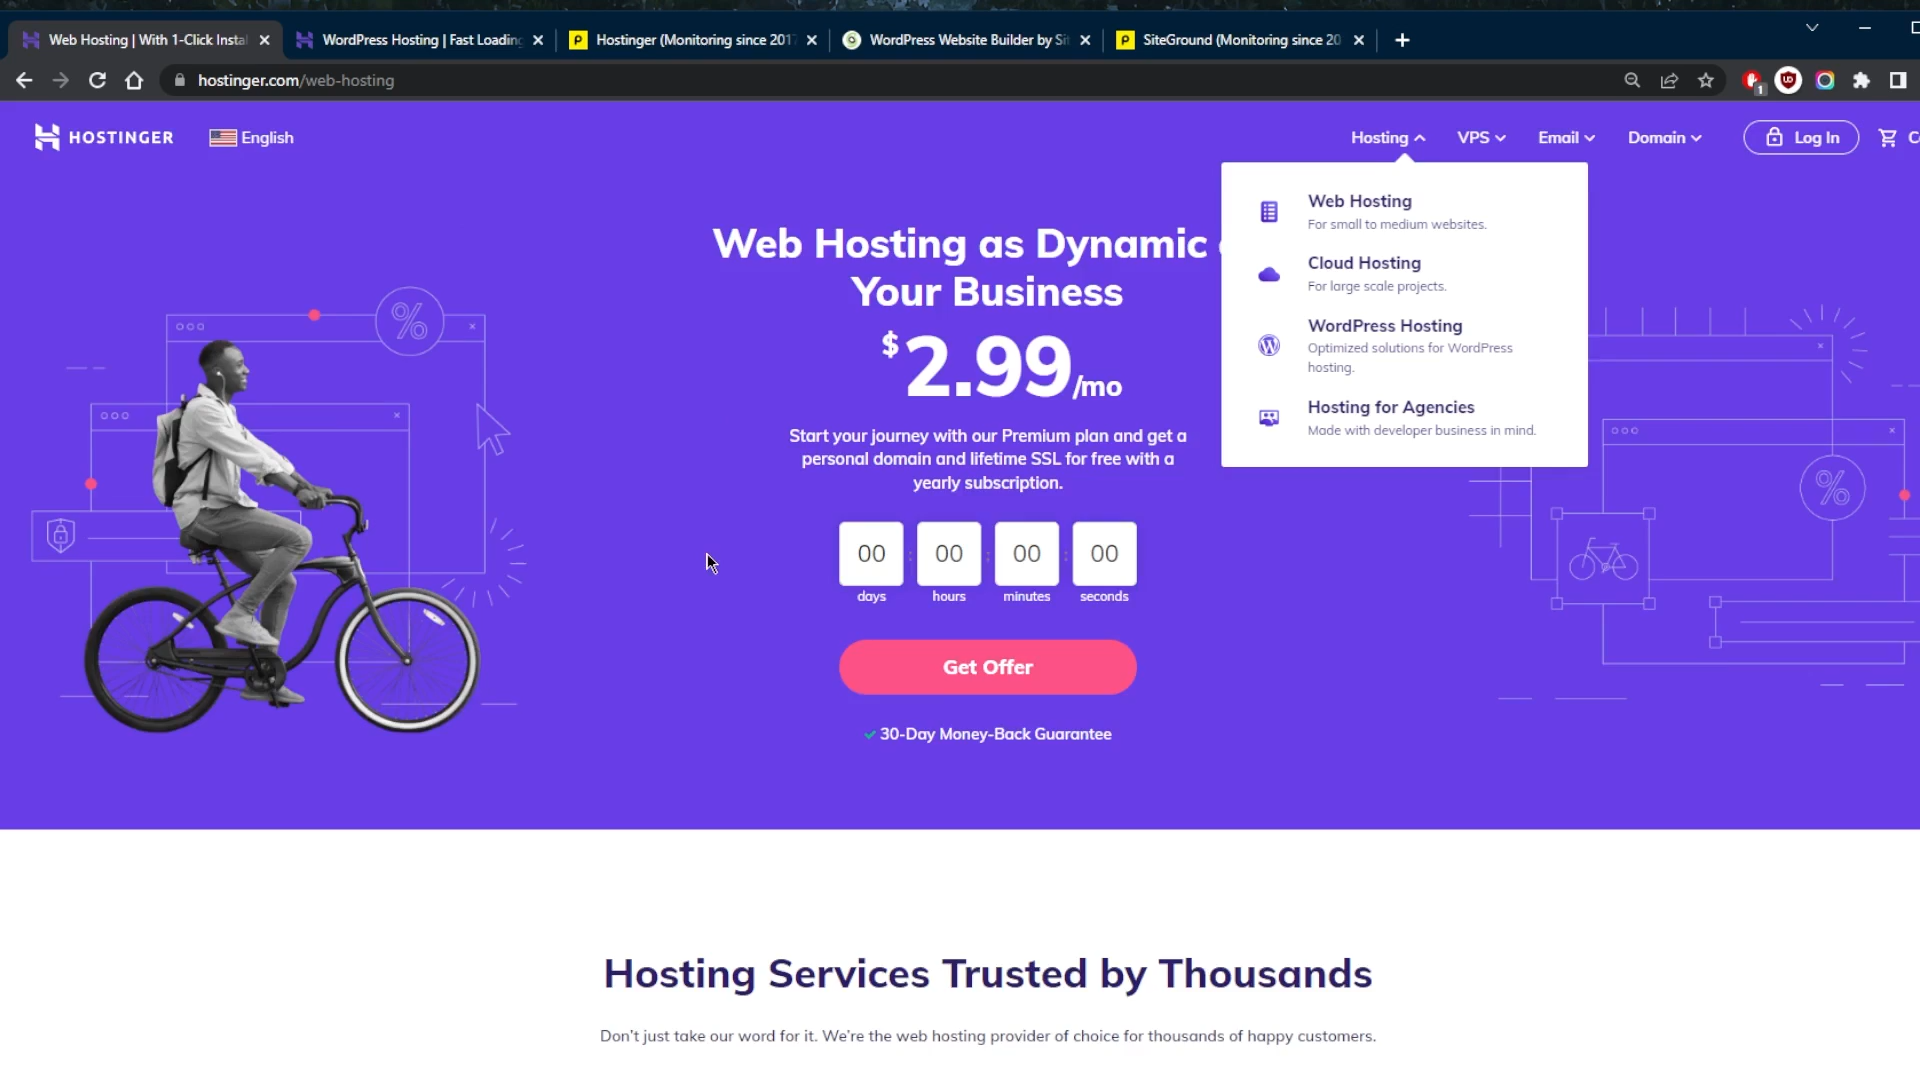 Web Hosting | With 1-Click Insta
WordPress Hosting | Fast Loading
Hostinger (Monitoring since 2017
WordPress Website Builder by Si
SiteGround (Monitoring since 20
hostinger.com/web-hosting
1
HOSTINGER
English
Hosting
VPS
Email
Domain
Log In
C
Web Hosting
For small to medium websites.
Cloud Hosting
For large scale projects.
WordPress Hosting
Optimized solutions for WordPress
hosting.
Hosting for Agencies
Made with developer business in mind.
Web Hosting as Dynamic
Your Business
$2.99/mo
Start your journey with our Premium plan and get a
personal domain and lifetime SSL for free with a
yearly subscription.
00 : 00 : 00 : 00
days hours minutes seconds
Get Offer
30-Day Money-Back Guarantee
Hosting Services Trusted by Thousands
Don't just take our word for it. We're the web hosting provider of choice for thousands of happy customers.